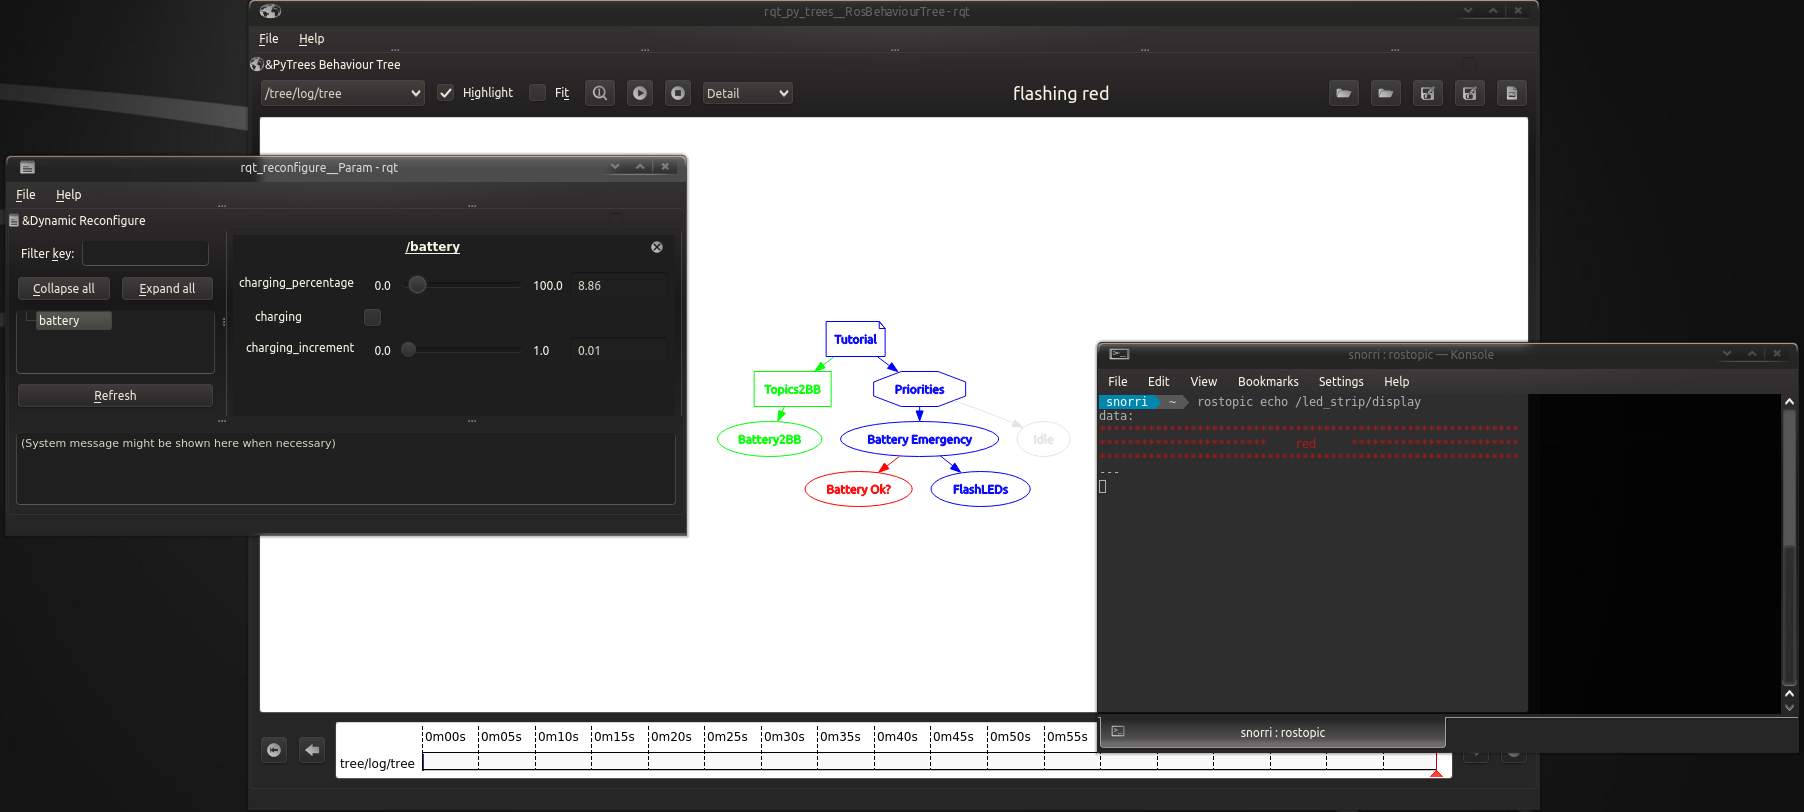 rqt_py_trees__RosBehaviourTree - rqt
File Help
&PyTrees Behaviour Tree
/tree/log/tree Highlight Fit Detail flashing red
rqt_reconfigure__Param - rqt
File Help
&Dynamic Reconfigure
Filter key:
Collapse all Expand all
battery
Refresh
/battery
charging_percentage 0.0 100.0 8.86
charging
charging_increment 0.0 1.0 0.01
(System message might be shown here when necessary)
Tutorial
Topics2BB Priorities
Battery2BB Battery Emergency Idle
Battery Ok? FlashLEDs
snorri : rostopic — Konsole
File Edit View Bookmarks Settings Help
snorri ~ rostopic echo /led_strip/display
data:
************************************************************
************************ red ************************
************************************************************
---
snorri : rostopic
0m00s 0m05s 0m10s 0m15s 0m20s 0m25s 0m30s 0m35s 0m40s 0m45s 0m50s 0m55s
tree/log/tree